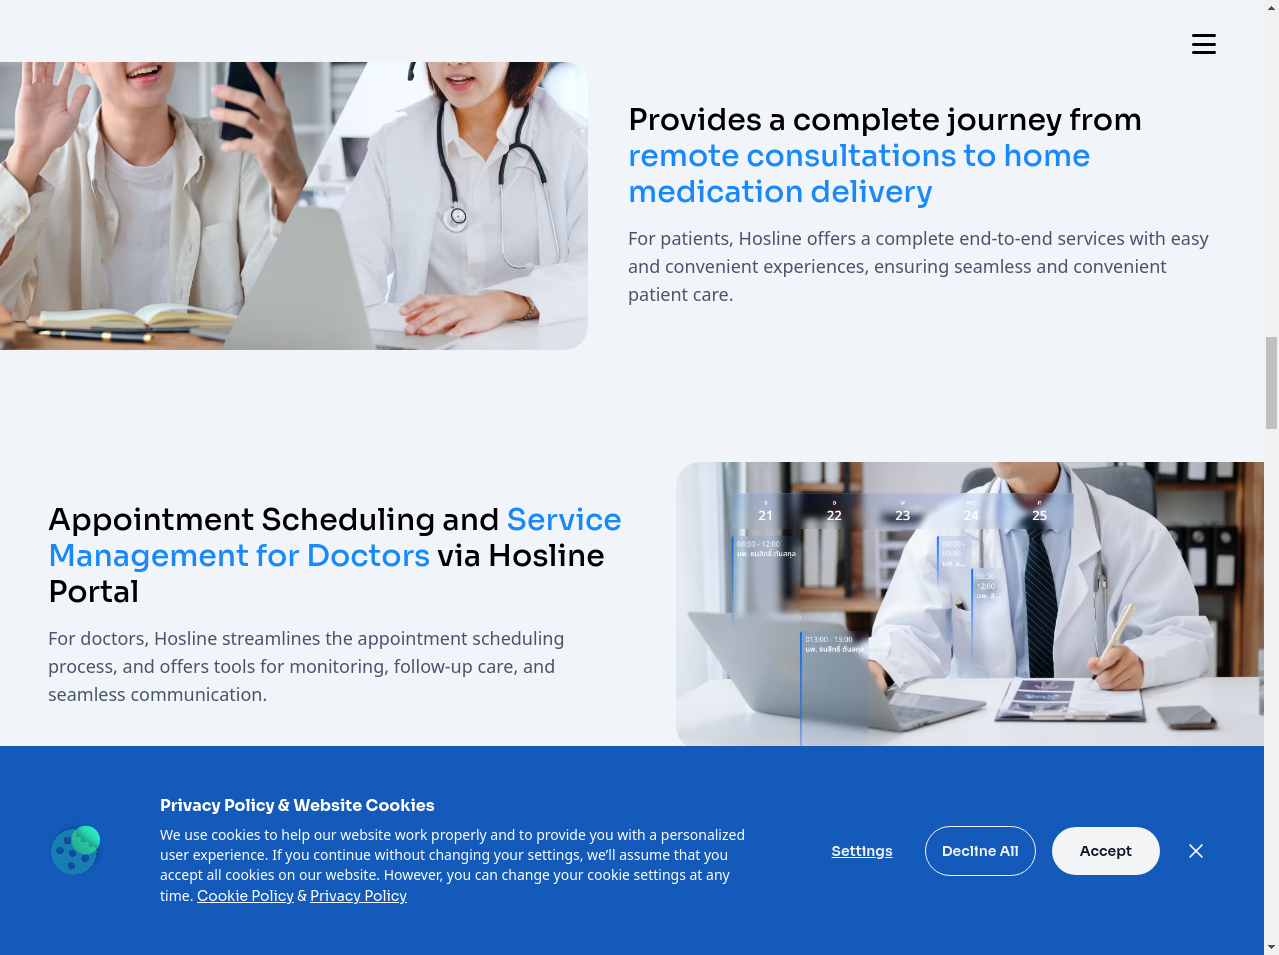 Provides a complete journey from
remote consultations to home
medication delivery
For patients, Hosline offers a complete end-to-end services with easy
and convenient experiences, ensuring seamless and convenient
patient care.
Appointment Scheduling and Service
Management for Doctors via Hosline
Portal
For doctors, Hosline streamlines the appointment scheduling
process, and offers tools for monitoring, follow-up care, and
seamless communication.
21 22 23 24 25
08:00 - 12:00
013:00 - 15:00
08:30 -
12:00
Privacy Policy & Website Cookies
We use cookies to help our website work properly and to provide you with a personalized
user experience. If you continue without changing your settings, we’ll assume that you
accept all cookies on our website. However, you can change your cookie settings at any
time. Cookie Policy & Privacy Policy
Settings
Decline All
Accept